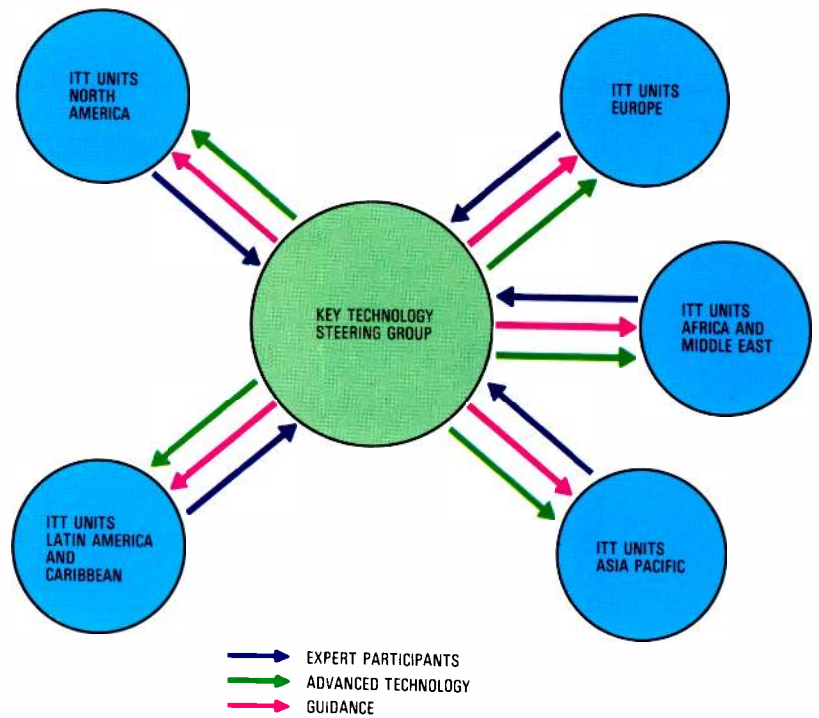 ITT UNITS
NORTH
AMERICA
ITT UNITS
EUROPE
KEY TECHNOLOGY
STEERING GROUP
ITT UNITS
AFRICA AND
MIDDLE EAST
ITT UNITS
LATIN AMERICA
AND
CARIBBEAN
ITT UNITS
ASIA PACIFIC
EXPERT PARTICIPANTS
ADVANCED TECHNOLOGY
GUIDANCE